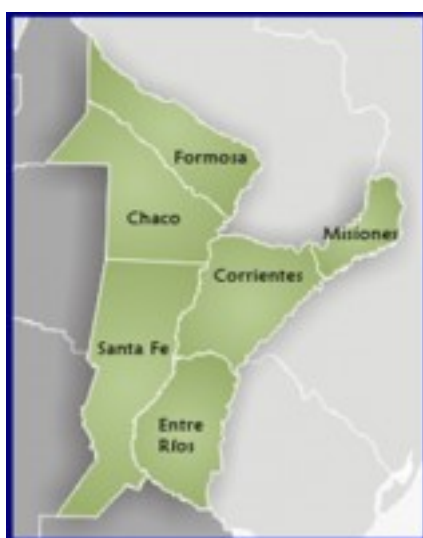 Formosa
Chaco
Misiones
Corrientes
Santa Fe
Entre
Ríos